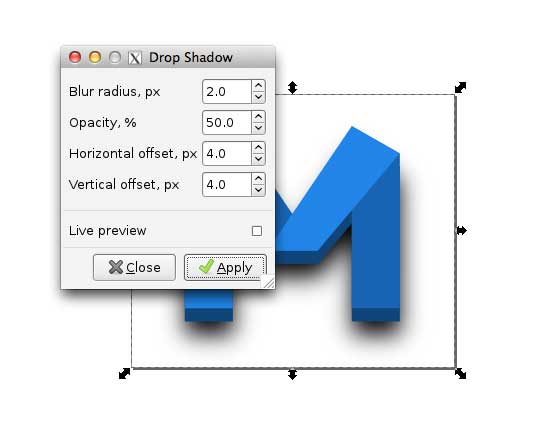 Drop Shadow
Blur radius, px 2.0
Opacity, % 50.0
Horizontal offset, px 4.0
Vertical offset, px 4.0
Live preview
Close Apply